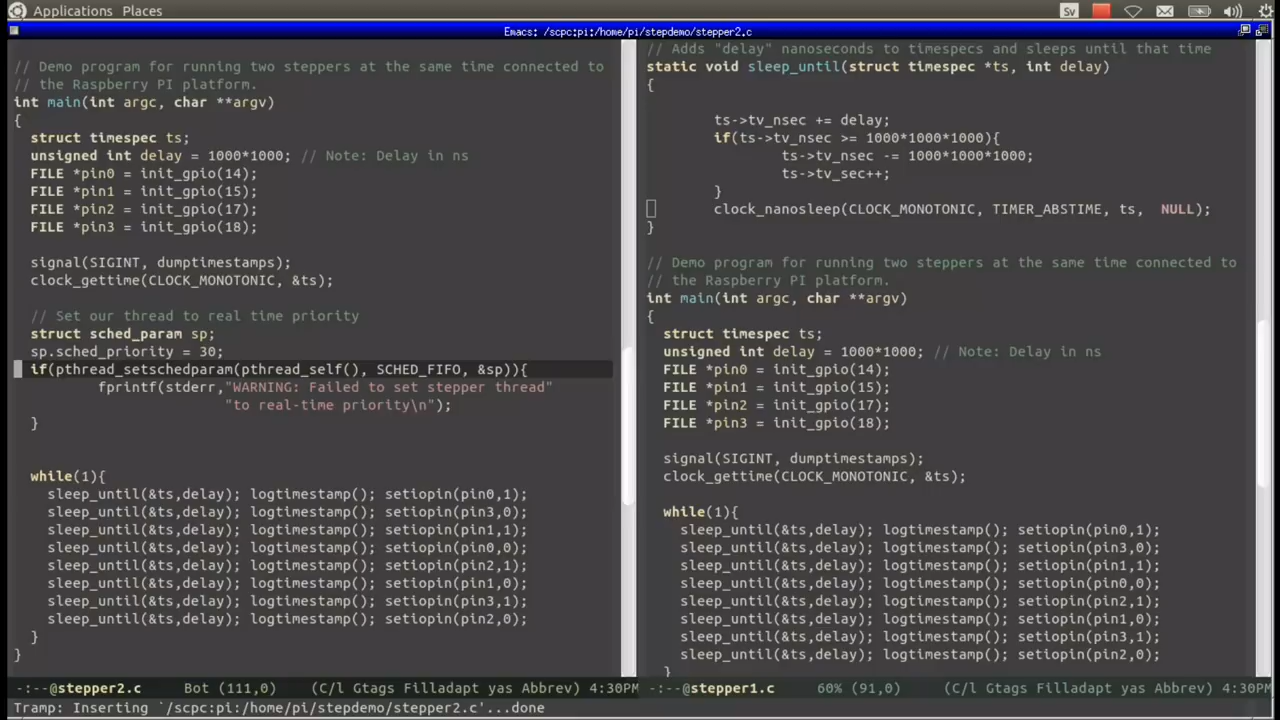 Applications Places
Sv
Emacs: /scpc:pi:/home/pi/stepdemo/stepper2.c
// Demo program for running two steppers at the same time connected to
// the Raspberry PI platform.
int main(int argc, char **argv)
{
  struct timespec ts;
  unsigned int delay = 1000*1000; // Note: Delay in ns
  FILE *pin0 = init_gpio(14);
  FILE *pin1 = init_gpio(15);
  FILE *pin2 = init_gpio(17);
  FILE *pin3 = init_gpio(18);
  signal(SIGINT, dumptimestamps);
  clock_gettime(CLOCK_MONOTONIC, &ts);
  // Set our thread to real time priority
  struct sched_param sp;
  sp.sched_priority = 30;
  if(pthread_setschedparam(pthread_self(), SCHED_FIFO, &sp)){
          fprintf(stderr,"WARNING: Failed to set stepper thread"
                         "to real-time priority\n");
  }
  while(1){
    sleep_until(&ts,delay); logtimestamp(); setiopin(pin0,1);
    sleep_until(&ts,delay); logtimestamp(); setiopin(pin3,0);
    sleep_until(&ts,delay); logtimestamp(); setiopin(pin1,1);
    sleep_until(&ts,delay); logtimestamp(); setiopin(pin0,0);
    sleep_until(&ts,delay); logtimestamp(); setiopin(pin2,1);
    sleep_until(&ts,delay); logtimestamp(); setiopin(pin1,0);
    sleep_until(&ts,delay); logtimestamp(); setiopin(pin3,1);
    sleep_until(&ts,delay); logtimestamp(); setiopin(pin2,0);
  }
}
-:--@stepper2.c Bot (111,0) (C/l Gtags Filladapt yas Abbrev) 4:30PM
// Adds "delay" nanoseconds to timespecs and sleeps until that time
static void sleep_until(struct timespec *ts, int delay)
{
        ts->tv_nsec += delay;
        if(ts->tv_nsec >= 1000*1000*1000){
                ts->tv_nsec -= 1000*1000*1000;
                ts->tv_sec++;
        }
        clock_nanosleep(CLOCK_MONOTONIC, TIMER_ABSTIME, ts,  NULL);
}
// Demo program for running two steppers at the same time connected to
// the Raspberry PI platform.
int main(int argc, char **argv)
{
  struct timespec ts;
  unsigned int delay = 1000*1000; // Note: Delay in ns
  FILE *pin0 = init_gpio(14);
  FILE *pin1 = init_gpio(15);
  FILE *pin2 = init_gpio(17);
  FILE *pin3 = init_gpio(18);
  signal(SIGINT, dumptimestamps);
  clock_gettime(CLOCK_MONOTONIC, &ts);
  while(1){
    sleep_until(&ts,delay); logtimestamp(); setiopin(pin0,1);
    sleep_until(&ts,delay); logtimestamp(); setiopin(pin3,0);
    sleep_until(&ts,delay); logtimestamp(); setiopin(pin1,1);
    sleep_until(&ts,delay); logtimestamp(); setiopin(pin0,0);
    sleep_until(&ts,delay); logtimestamp(); setiopin(pin2,1);
    sleep_until(&ts,delay); logtimestamp(); setiopin(pin1,0);
    sleep_until(&ts,delay); logtimestamp(); setiopin(pin3,1);
    sleep_until(&ts,delay); logtimestamp(); setiopin(pin2,0);
  }
-:--@stepper1.c 60% (91,0) (C/l Gtags Filladapt yas Abbrev) 4:30PM
Tramp: Inserting `/scpc:pi:/home/pi/stepdemo/stepper2.c'...done